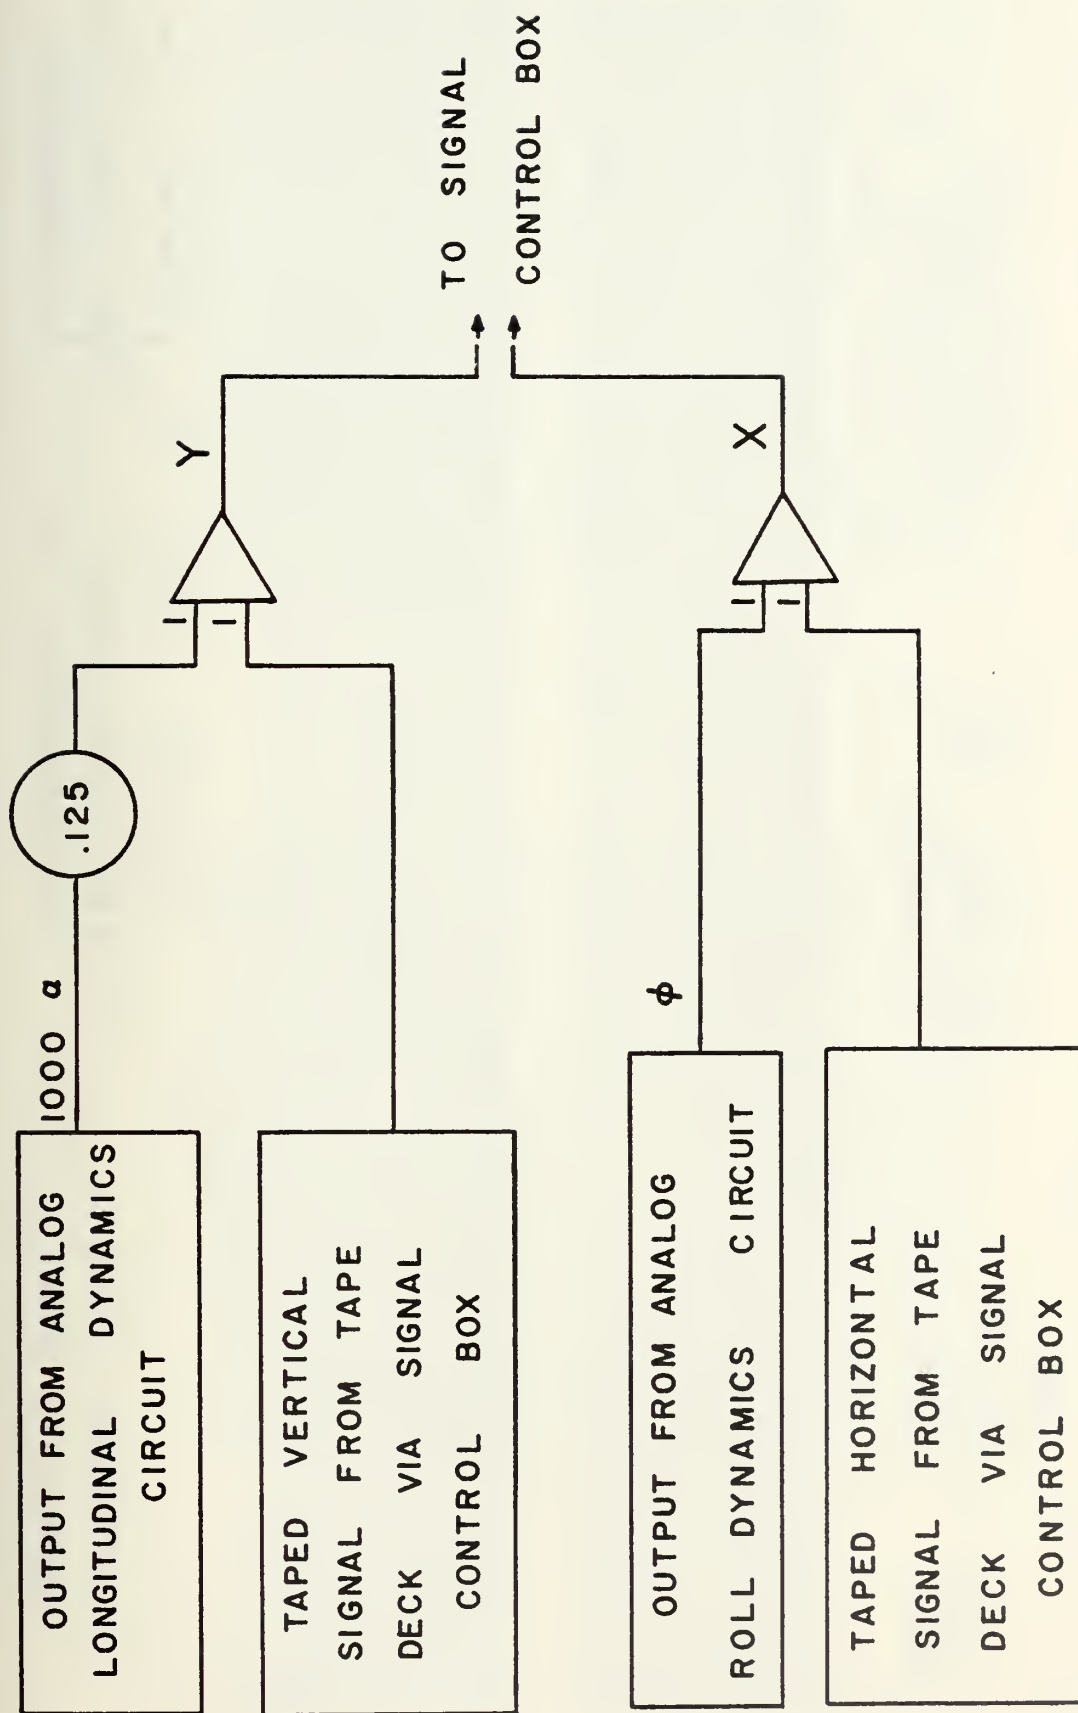 OUTPUT FROM ANALOG
LONGITUDINAL DYNAMICS
CIRCUIT
1000 α
.125
1
1
Y
TAPED VERTICAL
SIGNAL FROM TAPE
DECK VIA SIGNAL
CONTROL BOX
TO SIGNAL
CONTROL BOX
OUTPUT FROM ANALOG
ROLL DYNAMICS CIRCUIT
ϕ
1
1
X
TAPED HORIZONTAL
SIGNAL FROM TAPE
DECK VIA SIGNAL
CONTROL BOX